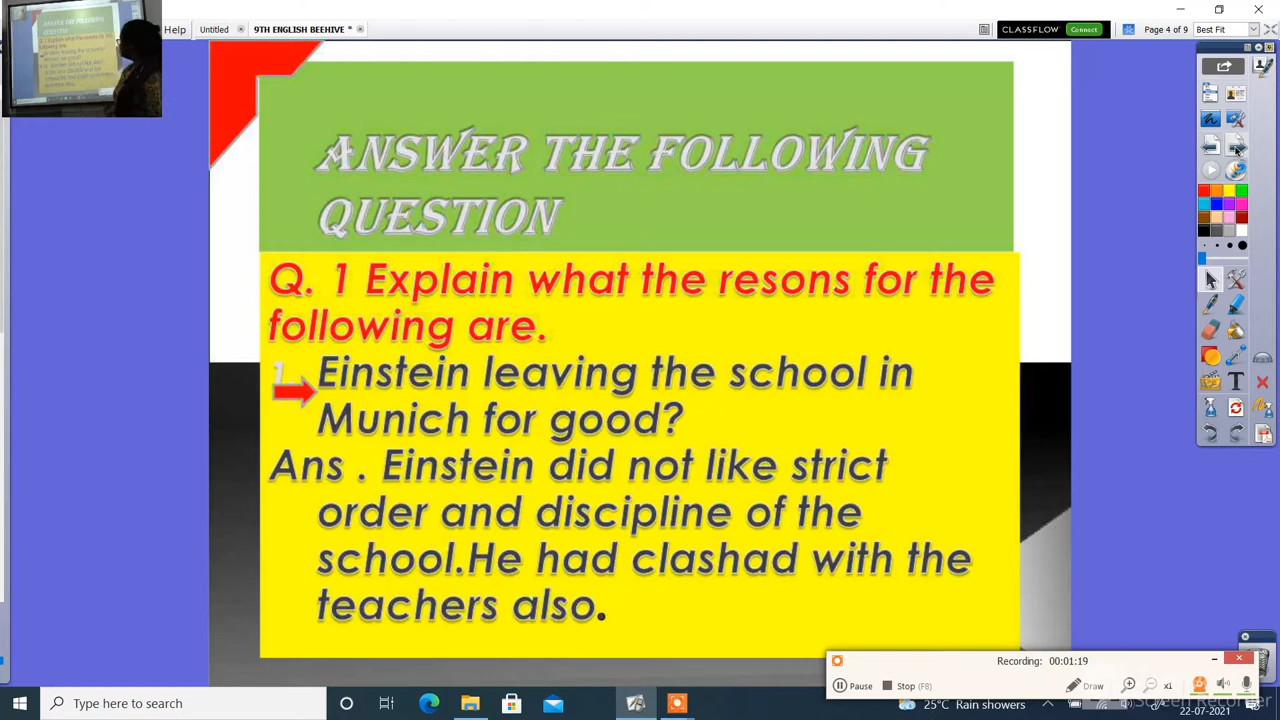 Help
Untitled
9TH ENGLISH BEEHIVE *
CLASSFLOW
Connect
Page 4 of 9
Best Fit
ANSWER THE FOLLOWING
QUESTION
Q. 1 Explain what the resons for the
following are.
1. Einstein leaving the school in
Munich for good?
Ans . Einstein did not like strict
order and discipline of the
school.He had clashad with the
teachers also.
Recording: 00:01:19
Pause
Stop (F8)
Draw
x1
Type here to search
25°C Rain showers
22-07-2021